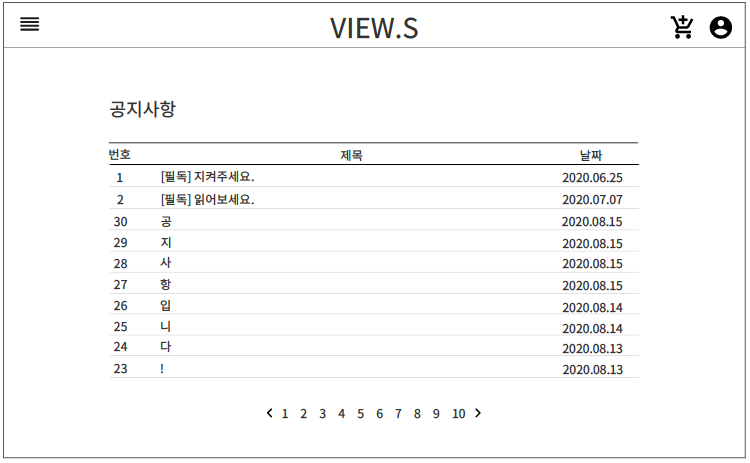 VIEW.S
공지사항
번호 제목 날짜
1 [필독] 지켜주세요. 2020.06.25
2 [필독] 읽어보세요. 2020.07.07
30 공 2020.08.15
29 지 2020.08.15
28 사 2020.08.15
27 항 2020.08.15
26 입 2020.08.14
25 니 2020.08.14
24 다 2020.08.13
23 ! 2020.08.13
1 2 3 4 5 6 7 8 9 10